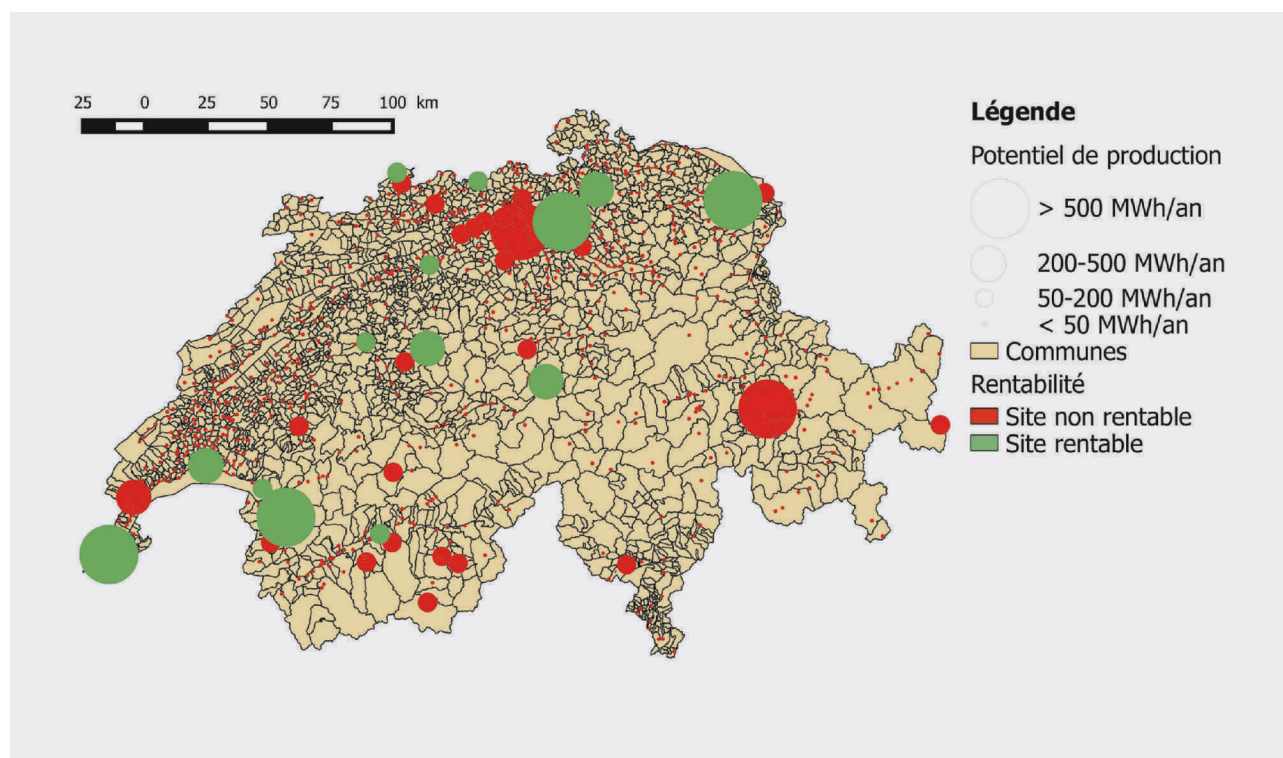 25 0 25 50 75 100 km
Légende
Potentiel de production
> 500 MWh/an
200-500 MWh/an
50-200 MWh/an
< 50 MWh/an
Communes
Rentabilité
Site non rentable
Site rentable